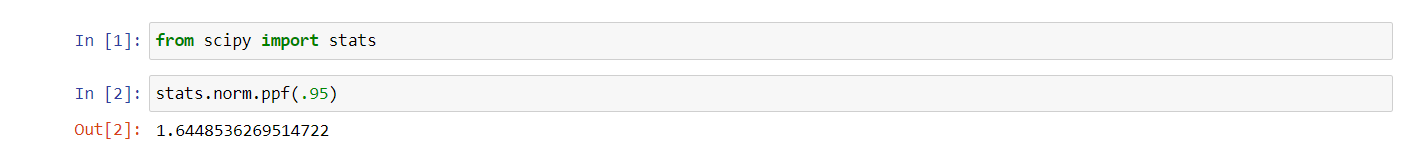 In [1]: from scipy import stats
In [2]: stats.norm.ppf(.95)
Out[2]: 1.6448536269514722